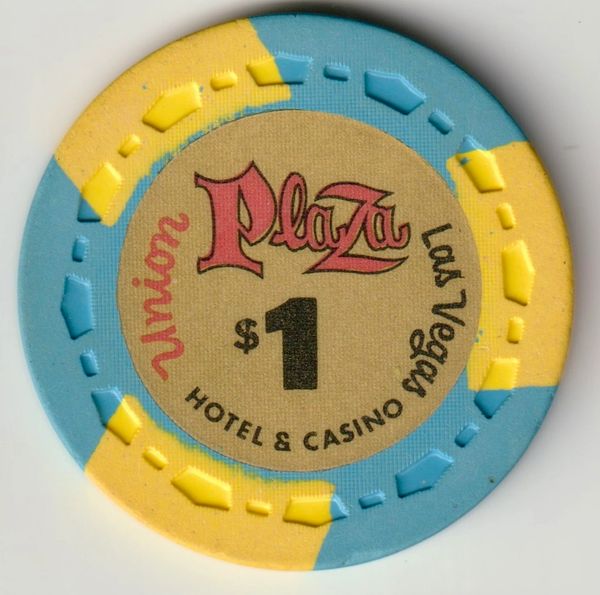 Union
Plaza
Las Vegas
$1
HOTEL & CASINO